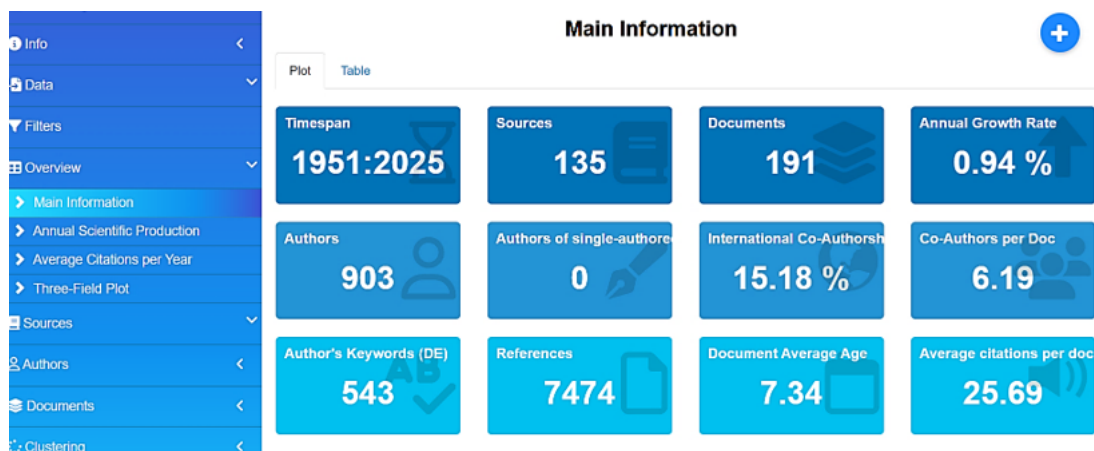 Info
Data
Filters
Overview
Main Information
Annual Scientific Production
Average Citations per Year
Three-Field Plot
Sources
Authors
Documents
Clustering
Main Information
Plot Table
Timespan
1951:2025
Sources
135
Documents
191
Annual Growth Rate
0.94 %
Authors
903
Authors of single-authore
0
International Co-Authorsh
15.18 %
Co-Authors per Doc
6.19
Author's Keywords (DE)
543
References
7474
Document Average Age
7.34
Average citations per doc
25.69